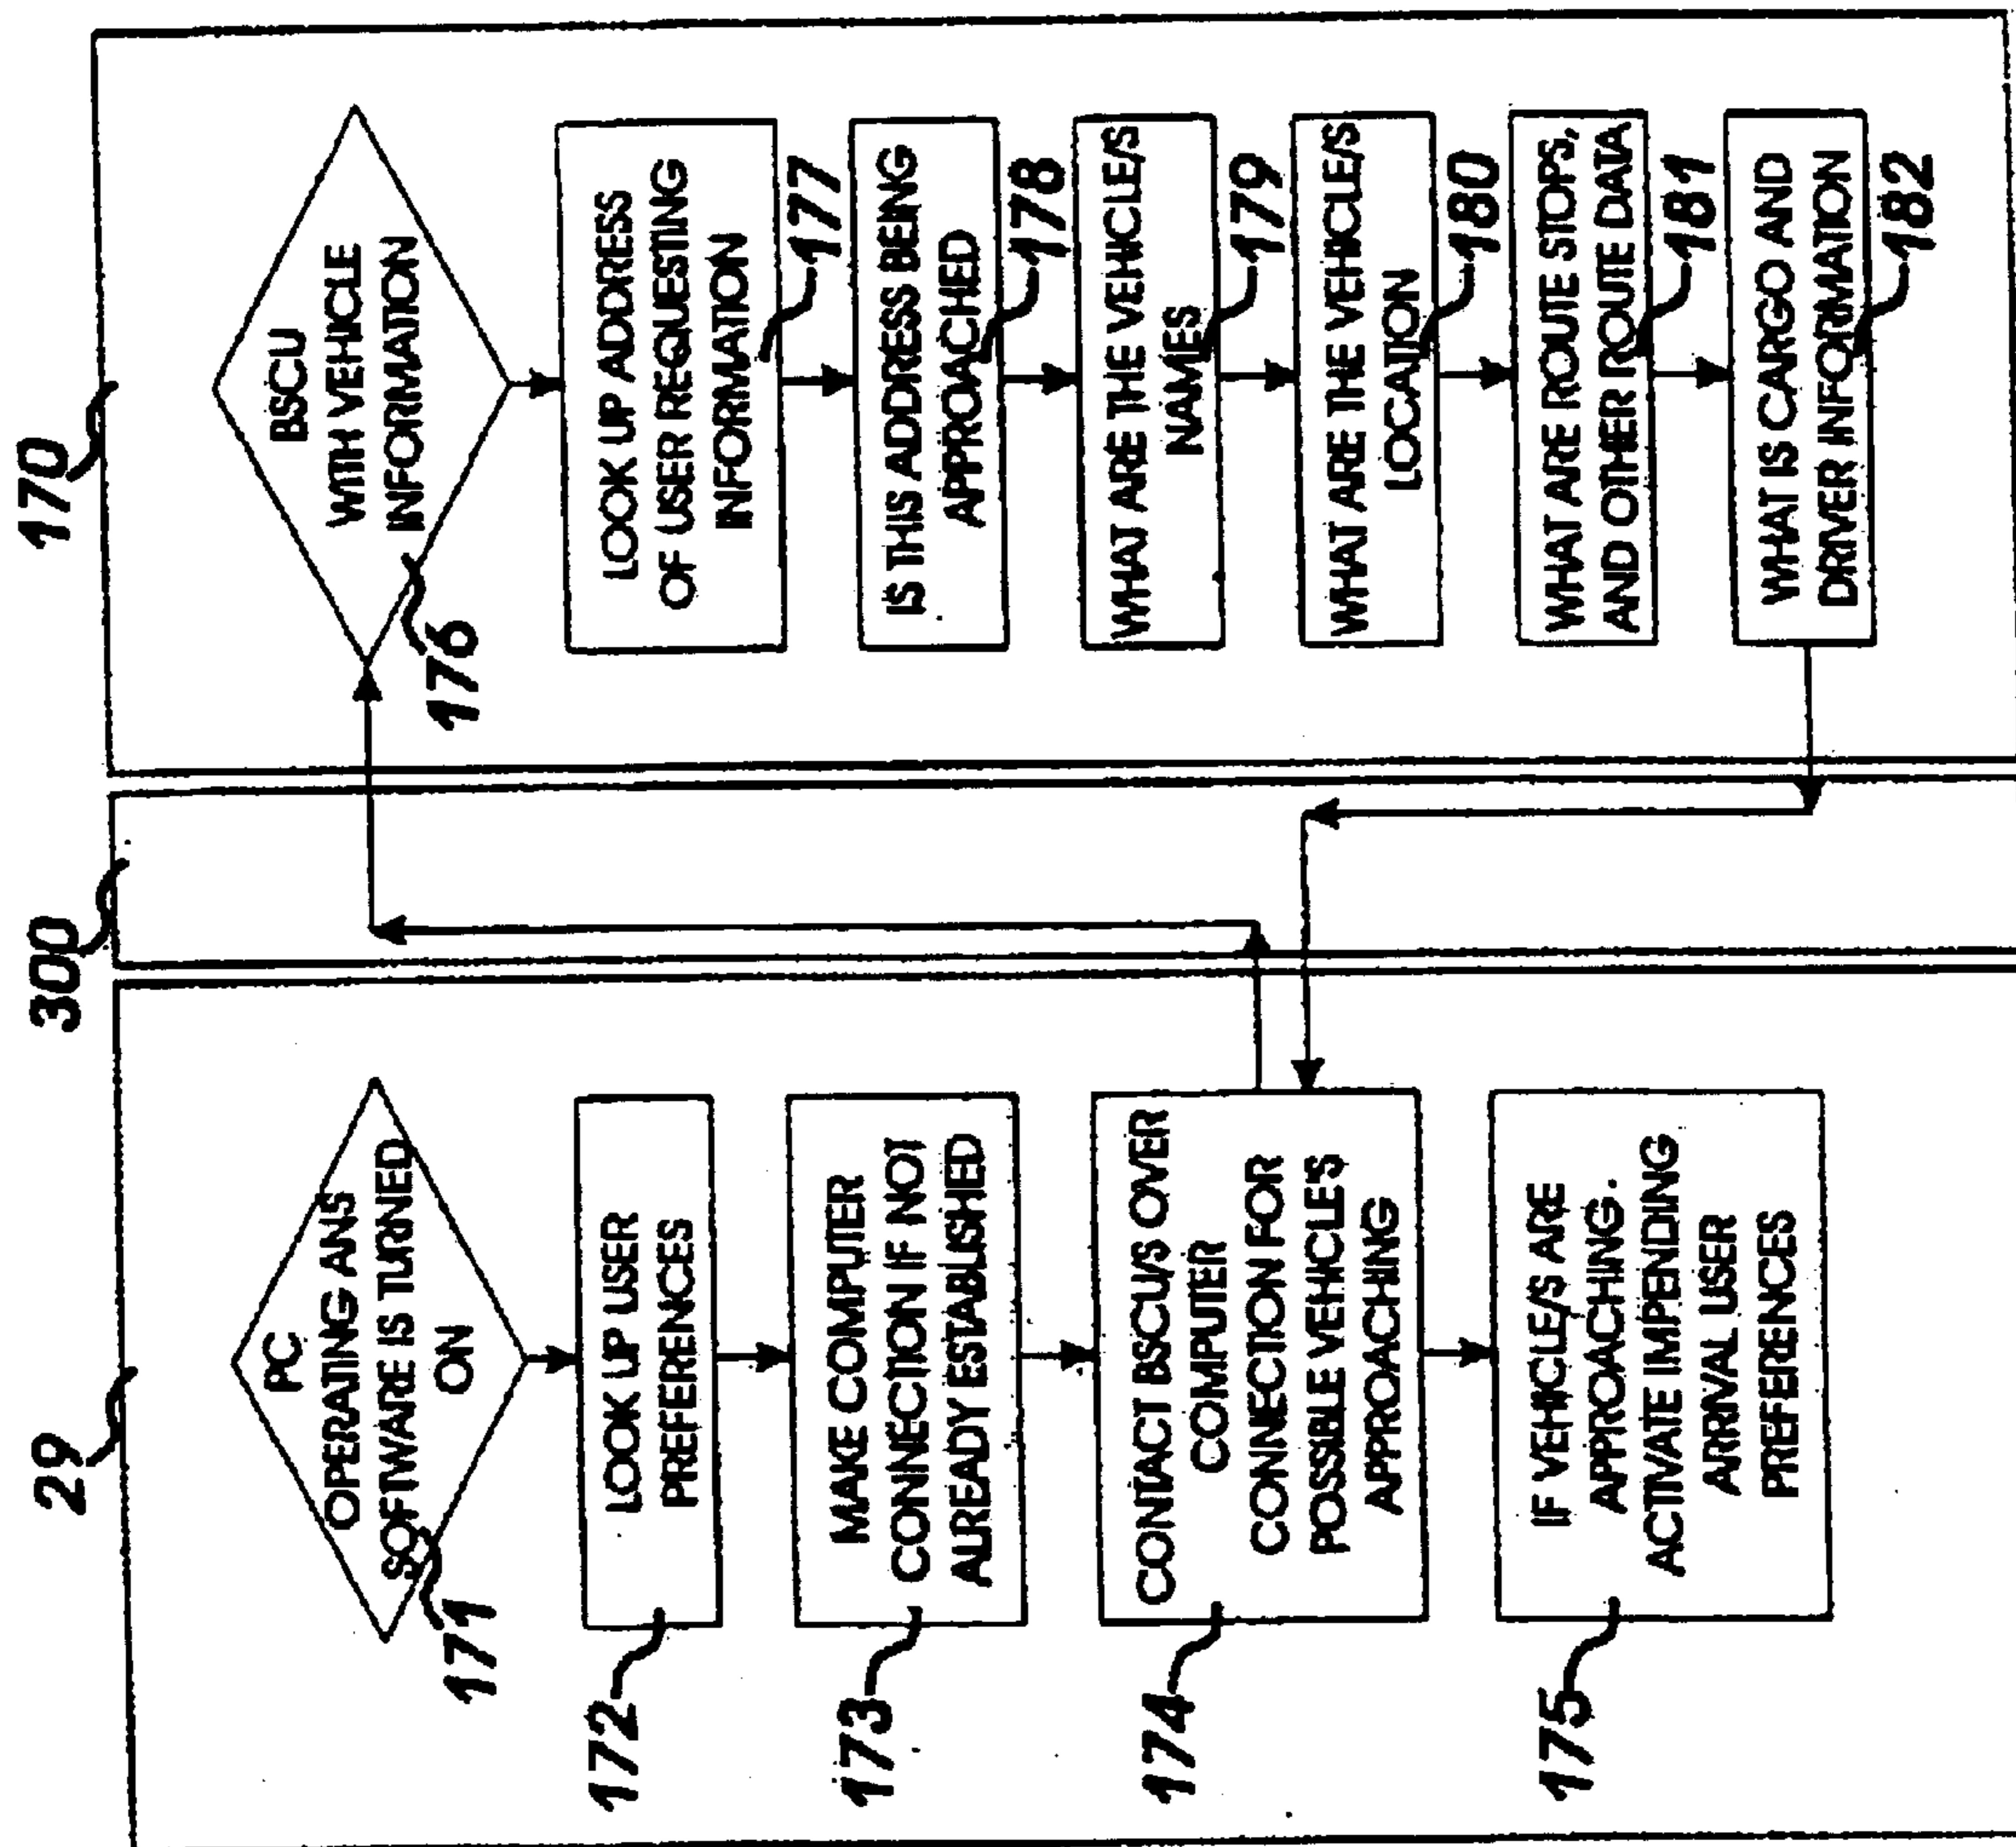 29
PC
OPERATING ANS
SOFTWARE IS TURNED
ON
171
LOOK UP USER
PREFERENCES
172
MAKE COMPUTER
CONNECTION IF NOT
ALREADY ESTABLISHED
173
CONTACT BSCU/S OVER
COMPUTER
CONNECTION FOR
POSSIBLE VEHICLE'S
APPROACHING
174
IF VEHICLE/S ARE
APPROACHING.
ACTIVATE IMPENDING
ARRIVAL USER
PREFERENCES
175
300
170
BSCU
WITH VEHICLE
INFORMATION
176
LOOK UP ADDRESS
OF USER REQUESTING
INFORMATION
177
IS THIS ADDRESS BEING
APPROACHED
178
WHAT ARE THE VEHICLE/S
NAMES
179
WHAT ARE THE VEHICLE/S
LOCATION
180
WHAT ARE ROUTE STOPS,
AND OTHER ROUTE DATA
181
WHAT IS CARGO AND
DRIVER INFORMATION
182